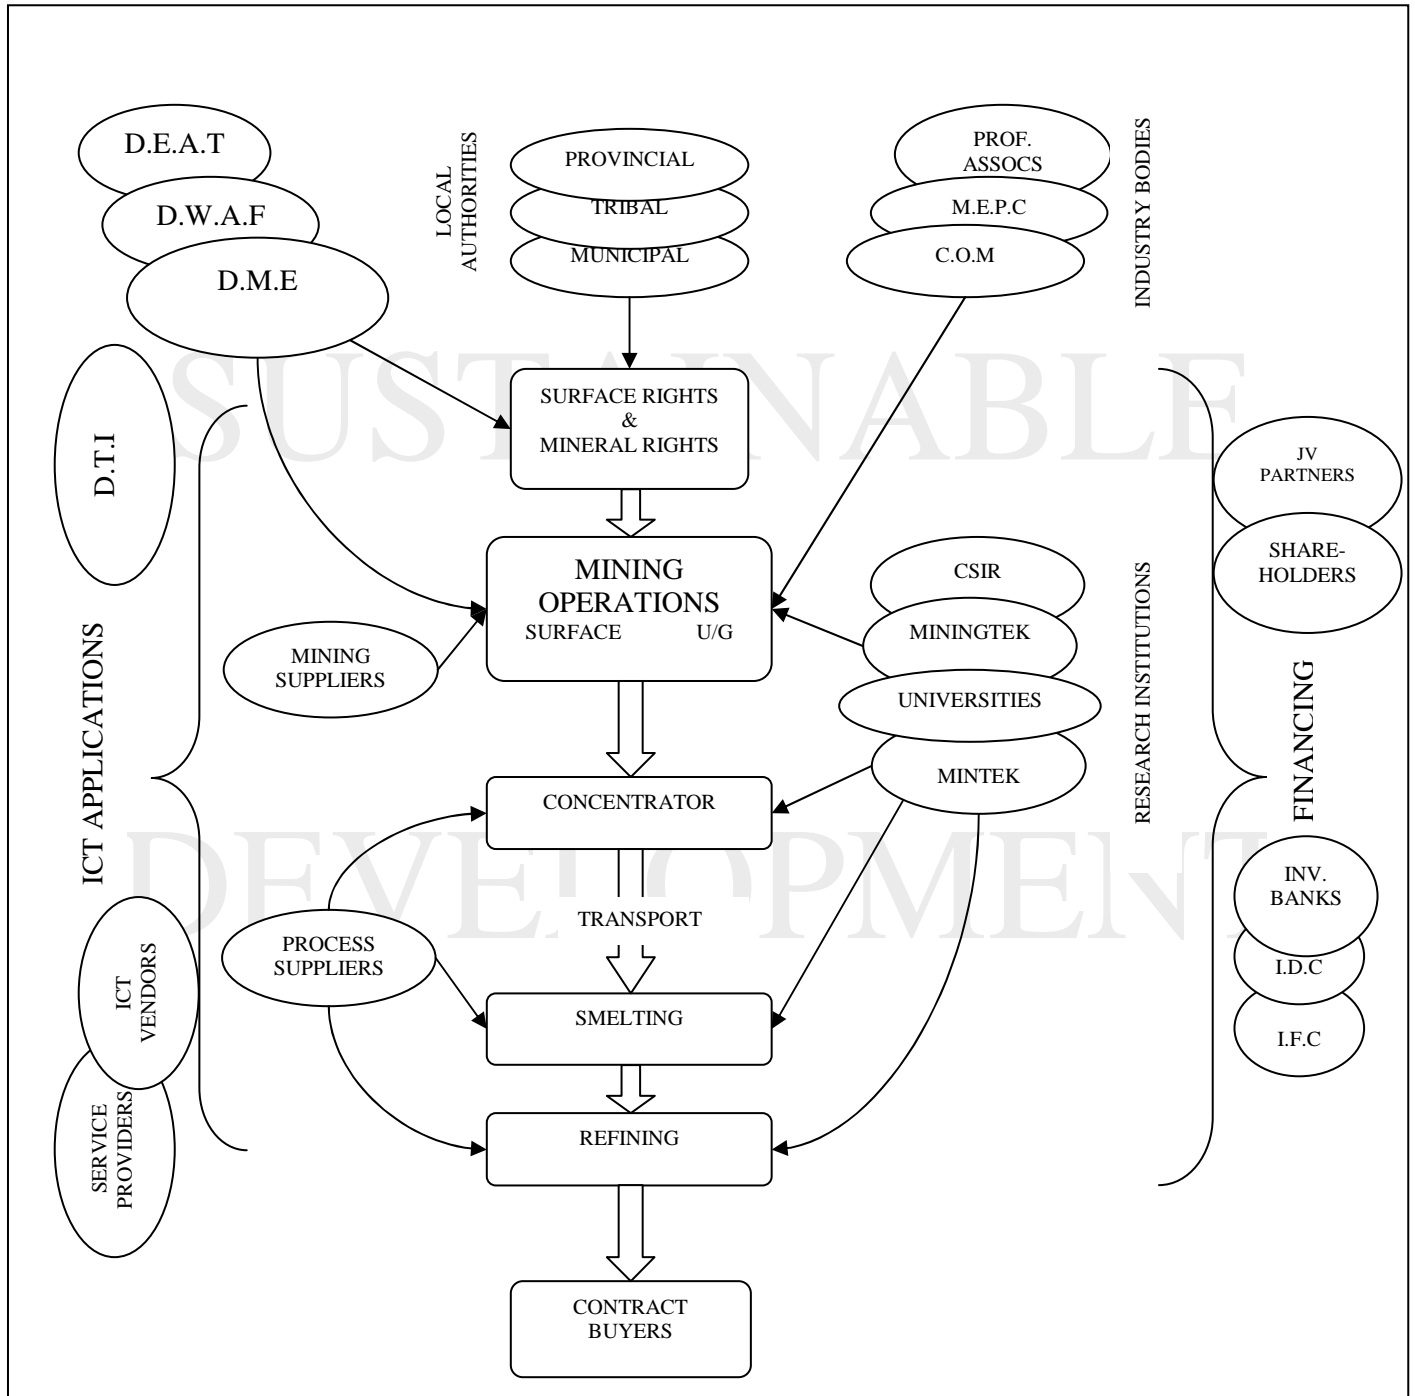 D.E.A.T
D.W.A.F
D.M.E
LOCAL
AUTHORITIES
PROVINCIAL
TRIBAL
MUNICIPAL
PROF.
ASSOCS
M.E.P.C
C.O.M
INDUSTRY BODIES
SUSTAINABLE
D.T.I
SURFACE RIGHTS
&
MINERAL RIGHTS
JV
PARTNERS
SHARE-
HOLDERS
MINING
OPERATIONS
SURFACE U/G
CSIR
MININGTEK
UNIVERSITIES
MINTEK
RESEARCH INSTITUTIONS
MINING
SUPPLIERS
ICT APPLICATIONS
FINANCING
CONCENTRATOR
DEVELOPMENT
TRANSPORT
PROCESS
SUPPLIERS
INV.
BANKS
I.D.C
I.F.C
ICT
VENDORS
SMELTING
SERVICE
PROVIDERS
REFINING
CONTRACT
BUYERS